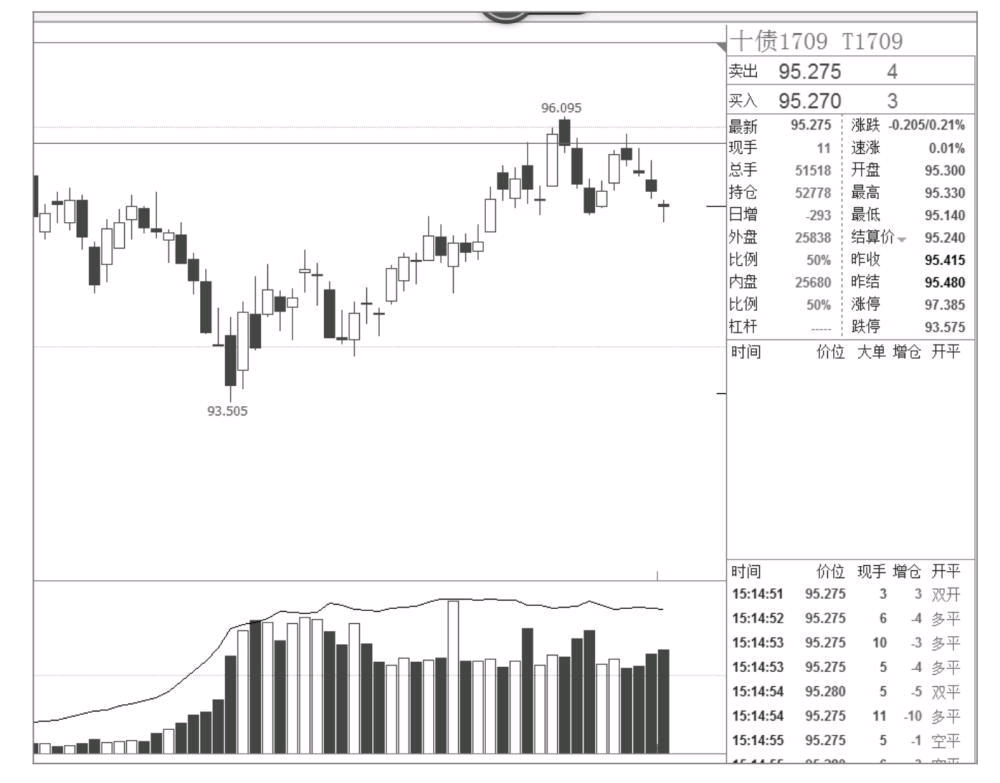 十债1709 T1709
卖出 95.275 4
买入 95.270 3
96.095
93.505
最新 95.275 涨跌 -0.205/0.21%
现手 11 速涨 0.01%
总手 51518 开盘 95.300
持仓 52778 最高 95.330
日增 -293 最低 95.140
外盘 25838 结算价 95.240
比例 50% 昨收 95.415
内盘 25680 昨结 95.480
比例 50% 涨停 97.385
杠杆 ----- 跌停 93.575
时间 价位 大单 增仓 开平
时间 价位 现手 增仓 开平
15:14:51 95.275 3 3 双开
15:14:52 95.275 6 -4 多平
15:14:53 95.275 10 -3 多平
15:14:53 95.275 5 -4 多平
15:14:54 95.280 5 -5 双平
15:14:54 95.275 11 -10 多平
15:14:55 95.275 5 -1 空平